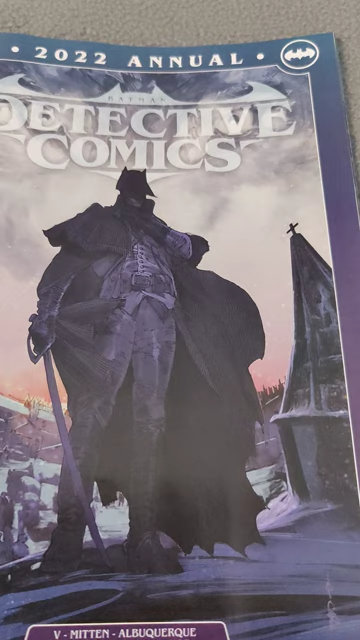 • 2022 ANNUAL •
BATMAN
DETECTIVE
COMICS
V - MITTEN - ALBUQUERQUE